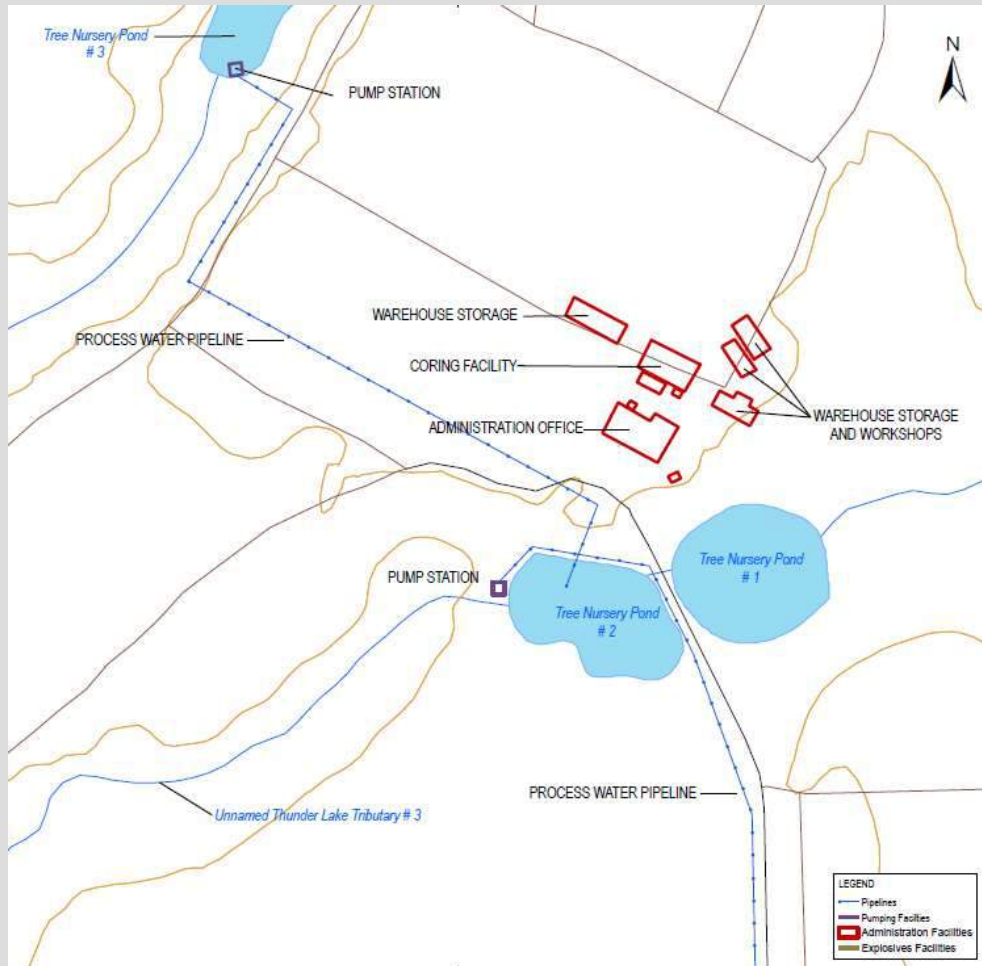 Tree Nursery Pond
# 3
N
PUMP STATION
WAREHOUSE STORAGE
PROCESS WATER PIPELINE
CORING FACILITY
WAREHOUSE STORAGE
AND WORKSHOPS
ADMINISTRATION OFFICE
Tree Nursery Pond
# 1
PUMP STATION
Tree Nursery Pond
# 2
PROCESS WATER PIPELINE
Unnamed Thunder Lake Tributary # 3
LEGEND
Pipelines
Pumping Facilties
Administration Facilities
Explosives Facilities